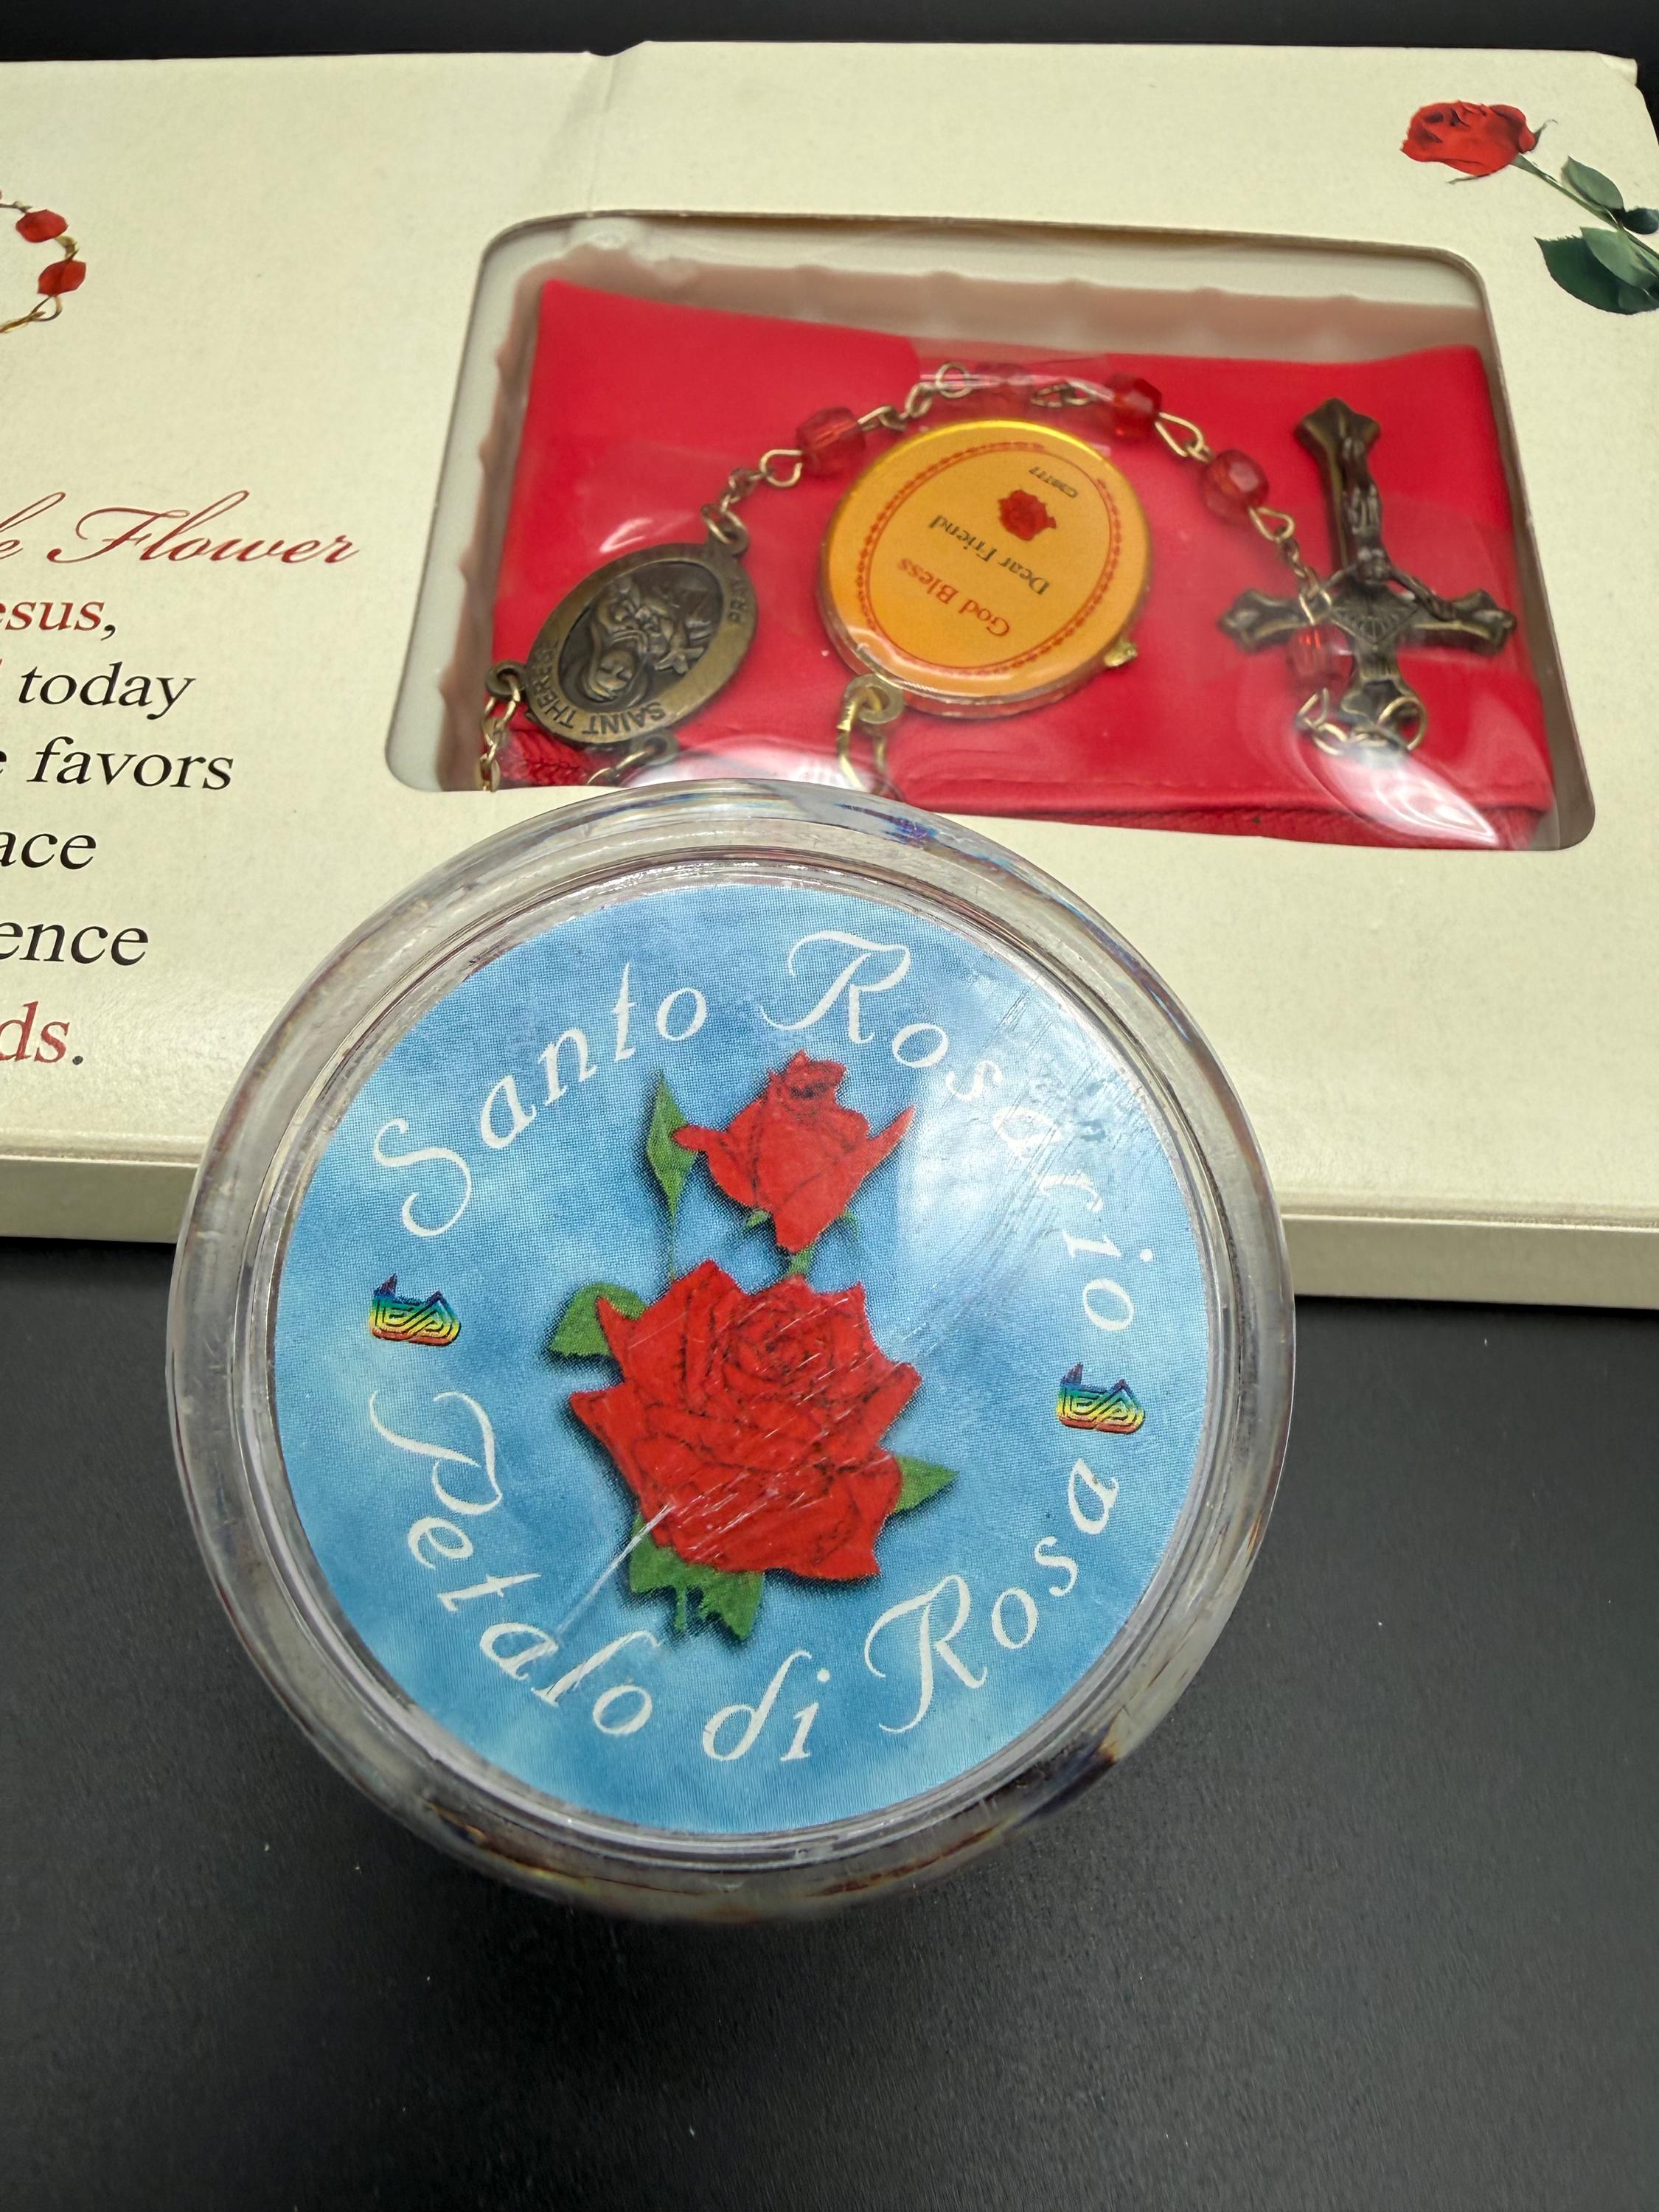 Flower
esus,
today
favors
ace
ence
ds.
SAINT THERESE PRAY
God Bless
Dear Friend
Santo Rosario
Petalo di Rosa